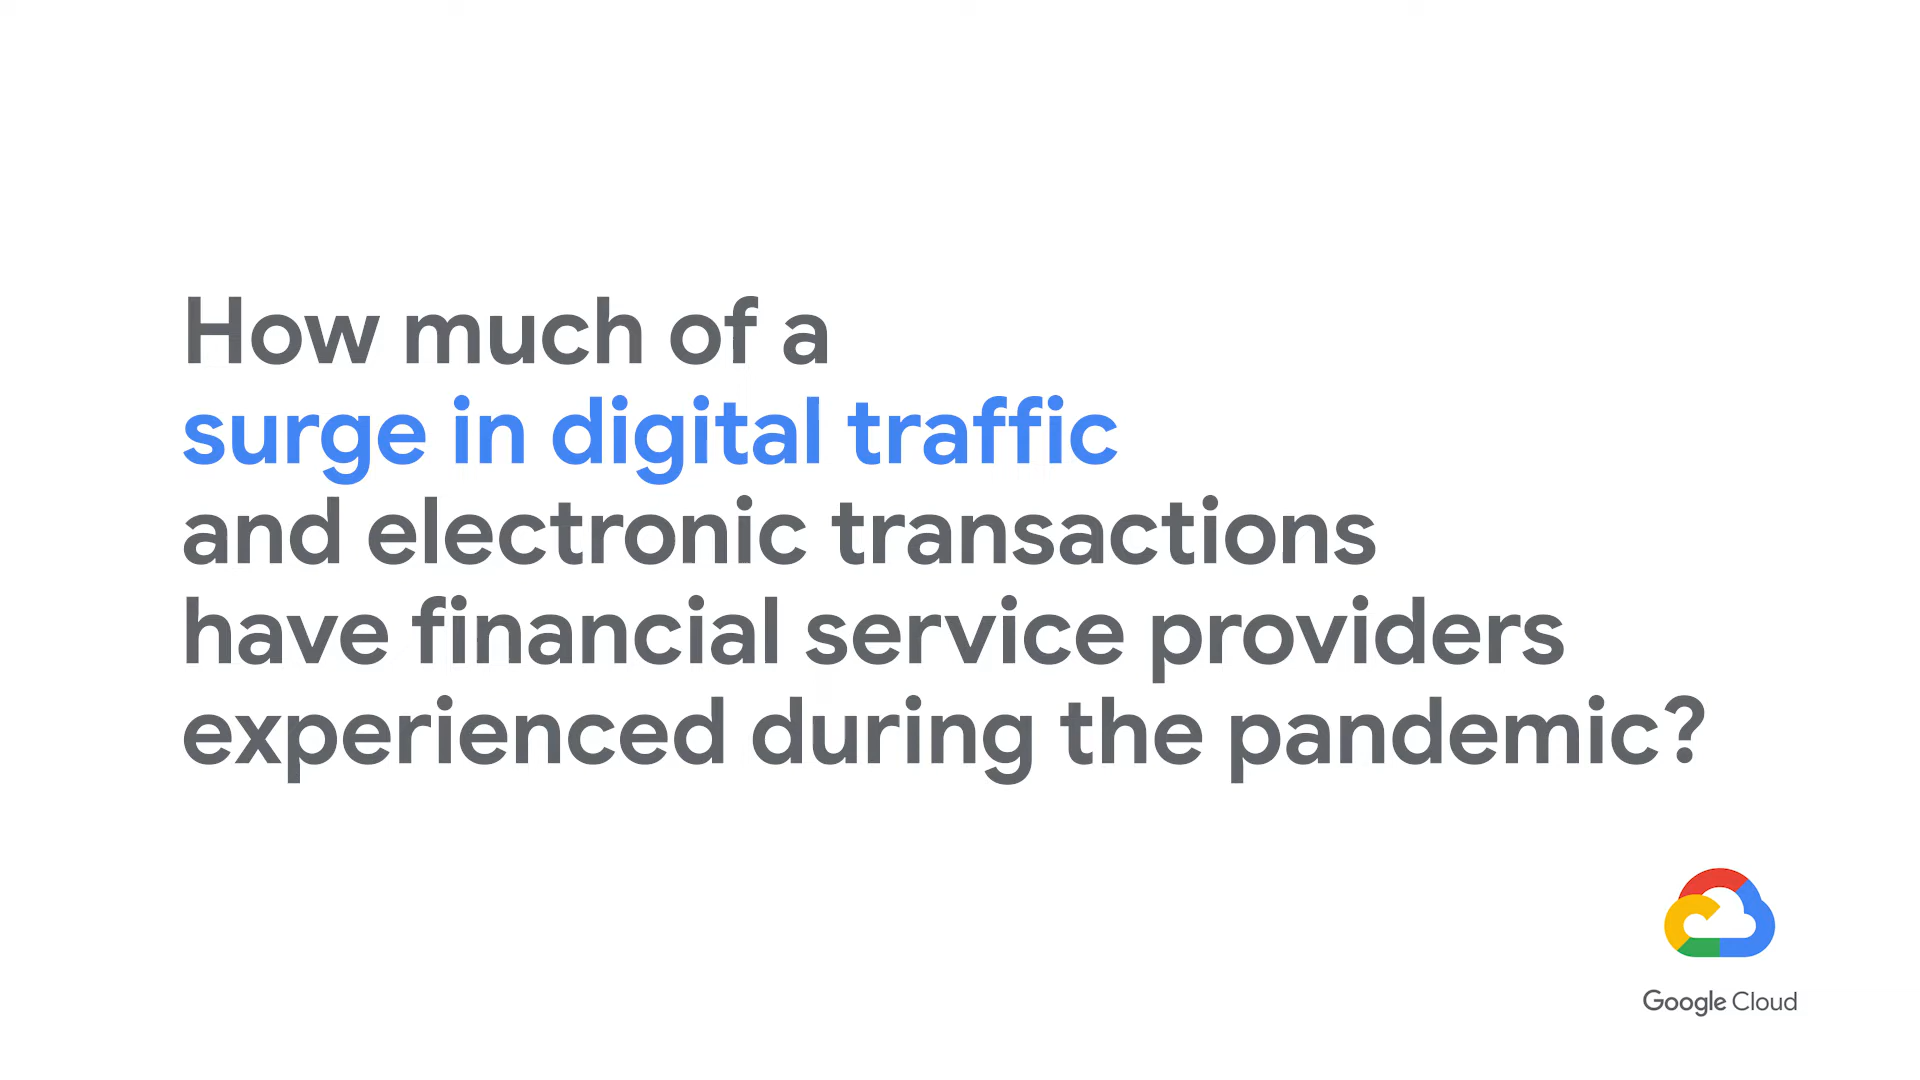 How much of a
surge in digital traffic
and electronic transactions
have financial service providers
experienced during the pandemic?
Google Cloud